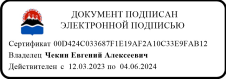 ДОКУМЕНТ ПОДПИСАН
ЭЛЕКТРОННОЙ ПОДПИСЬЮ
Сертификат 00D424C033687F1E19AF2A10C33E9FAB12
Владелец Чекин Евгений Алексеевич
Действителен с 12.03.2023 по 04.06.2024